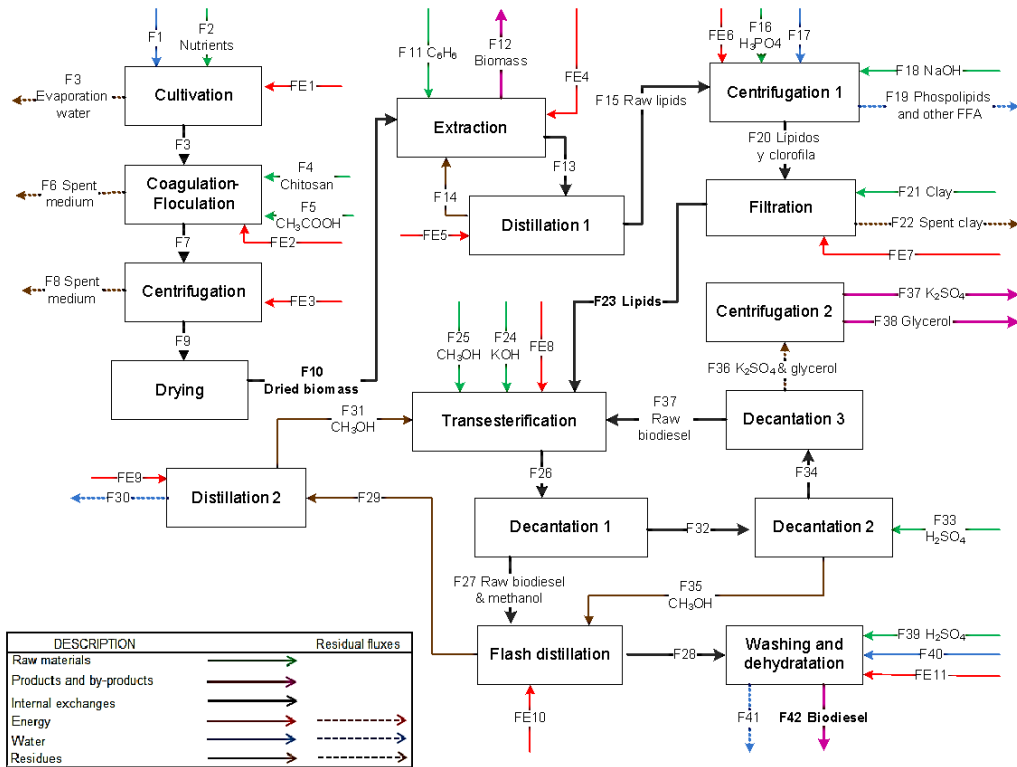 F1
F2
Nutrients
F3
Evaporation
water
Cultivation
FE1
F3
F6 Spent
medium
Coagulation-
Floculation
F4
Chitosan
F5
CH₃COOH
FE2
F7
F8 Spent
medium
Centrifugation
FE3
F9
Drying
F10
Dried biomass
F11 C₆H₆
F12
Biomass
FE4
Extraction
F13
F14
Distillation 1
FE5
F15 Raw lipids
FE6
F16
H₃PO4
F17
Centrifugation 1
F18 NaOH
F19 Phospolipids
and other FFA
F20 Lípidos
y clorofila
Filtration
F21 Clay
F22 Spent clay
FE7
F23 Lipids
Centrifugation 2
F37 K₂SO₄
F38 Glycerol
F36 K₂SO₄ & glycerol
F25
CH₃OH
F24
KOH
FE8
Transesterification
F37
Raw
biodiesel
Decantation 3
F31
CH₃OH
FE9
F30
Distillation 2
F29
F26
F34
Decantation 1
F32
Decantation 2
F33
H₂SO₄
F27 Raw biodiesel
& methanol
F35
CH₃OH
Flash distillation
F28
FE10
Washing and
dehydratation
F39 H₂SO₄
F40
FE11
F41
F42 Biodiesel
DESCRIPTION
Residual fluxes
Raw materials
Products and by-products
Internal exchanges
Energy
Water
Residues